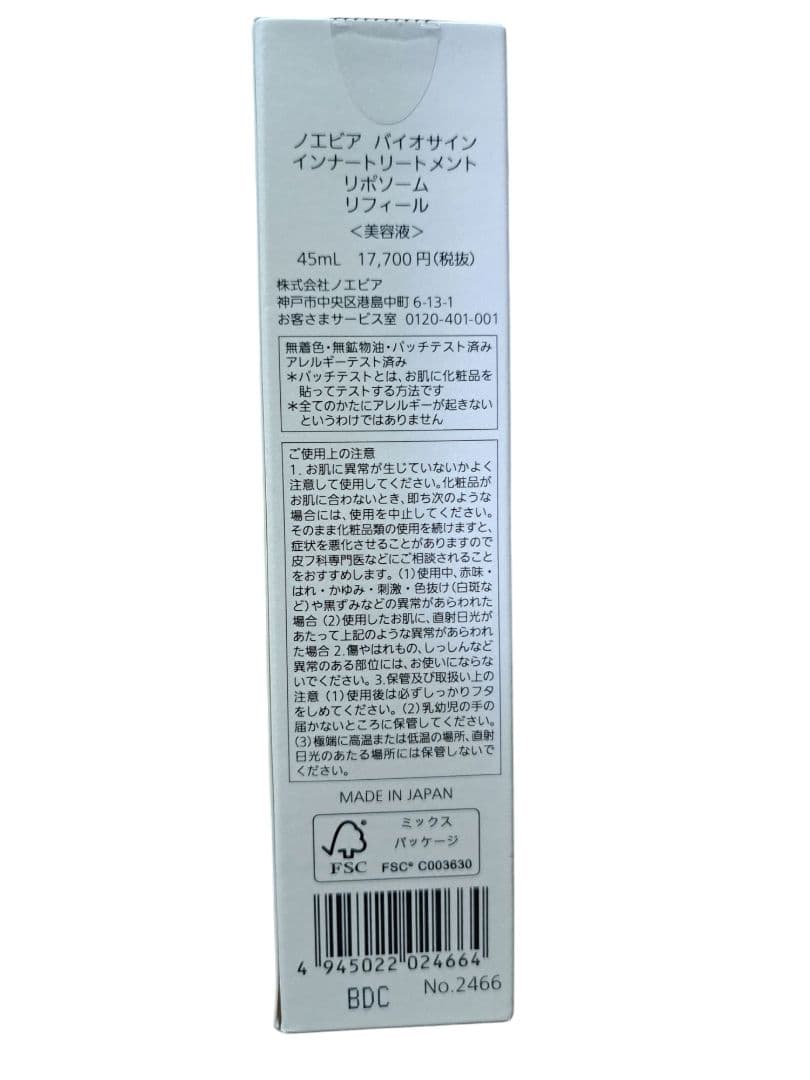 ノエビア バイオサイン
インナートリートメント
リポソーム
リフィール
<美容液>
45mL 17,700円(税抜)
株式会社ノエビア
神戸市中央区港島中町 6-13-1
お客さまサービス室 0120-401-001
無着色・無鉱物油・パッチテスト済み
アレルギーテスト済み
*パッチテストとは、お肌に化粧品を
貼ってテストする方法です
*全てのかたにアレルギーが起きない
というわけではありません
ご使用上の注意
1. お肌に異常が生じていないかよく
注意して使用してください。化粧品が
お肌に合わないとき、即ち次のような
場合には、使用を中止してください。
そのまま化粧品類の使用を続けますと、
症状を悪化させることがありますので
皮フ科専門医などにご相談されること
をおすすめします。(1)使用中、赤味・
はれ・かゆみ・刺激・色抜け(白斑な
ど)や黒ずみなどの異常があらわれた
場合 (2)使用したお肌に、直射日光が
あたって上記のような異常があらわれ
た場合 2.傷やはれもの、しっしんなど
異常のある部位には、お使いにならな
いでください。3.保管及び取扱い上の
注意 (1)使用後は必ずしっかりフタ
をしめてください。(2)乳幼児の手の
届かないところに保管してください。
(3)極端に高温または低温の場所、直射
日光のあたる場所には保管しないで
ください。
MADE IN JAPAN
ミックス
パッケージ
FSC FSC® C003630
4 945022 024664
BDC No.2466